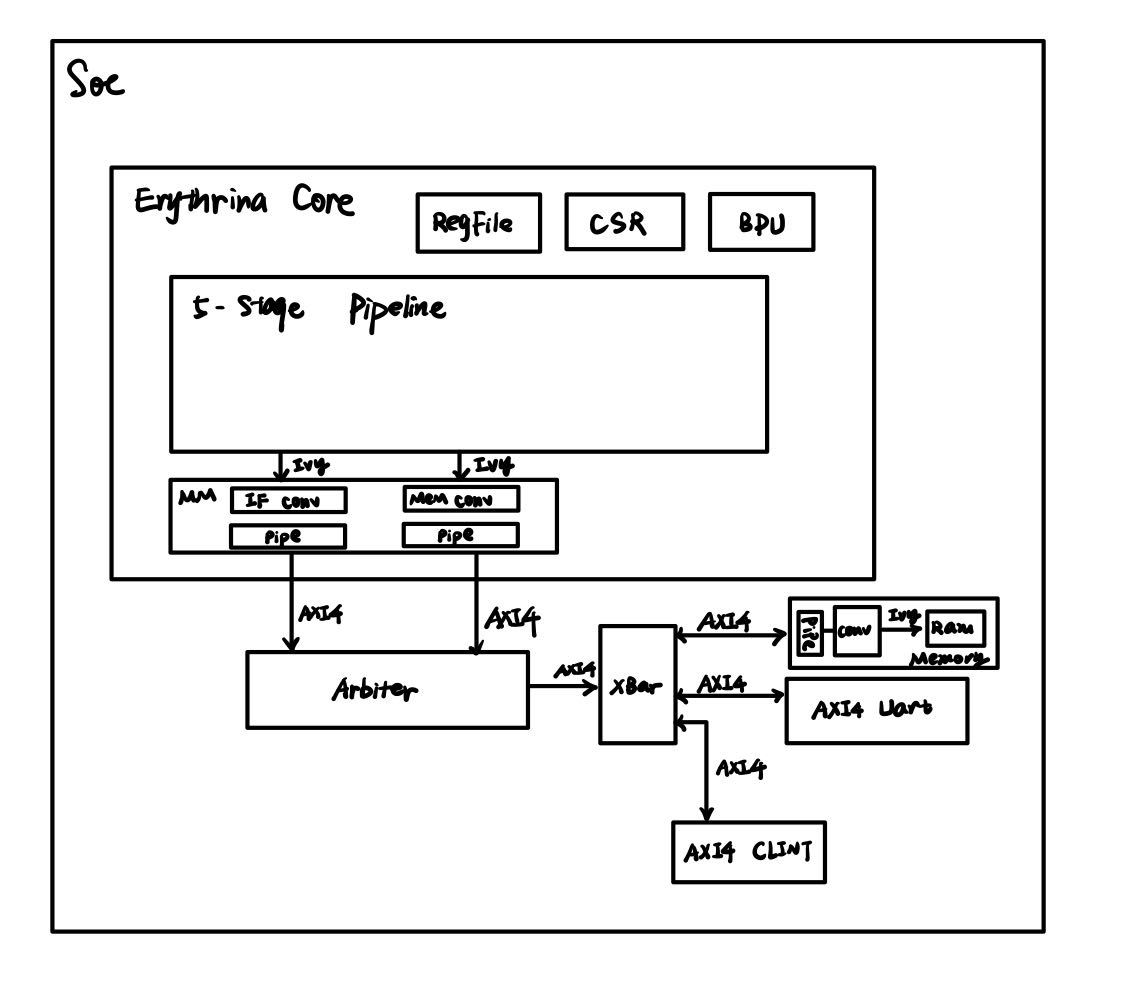 Soc
Erythrina Core
RegFile
CSR
BPU
5-Stage Pipeline
Ivy
Ivy
MM
IF conv
Mem conv
Pipe
Pipe
AXI4
AXI4
Arbiter
AXI4
XBar
AXI4
Pipe
conv
Ivy
Ram
Memory
AXI4
AXI4 Uart
AXI4
AXI4 CLINT